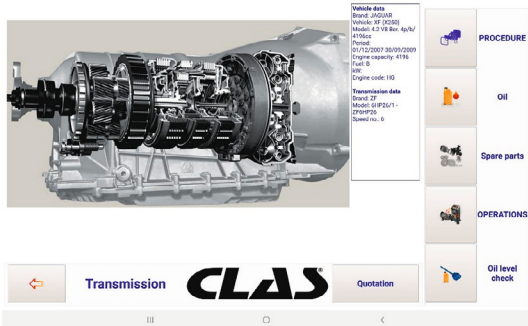 Vehicle data
Brand: JAGUAR
Vehicle: XF (X250)
Model: 4.2 V8 Ber. 4p/b/
4196cc
Period:
01/12/2007 30/09/2009
Engine capacity: 4196
Fuel: B
KW:
Engine code: HG
Transmission data
Brand: ZF
Model: 6HP26/1 -
ZF6HP26
Speed no.: 6
PROCEDURE
Oil
Spare parts
OPERATIONS
Oil level
check
Transmission
CLAS
Quotation